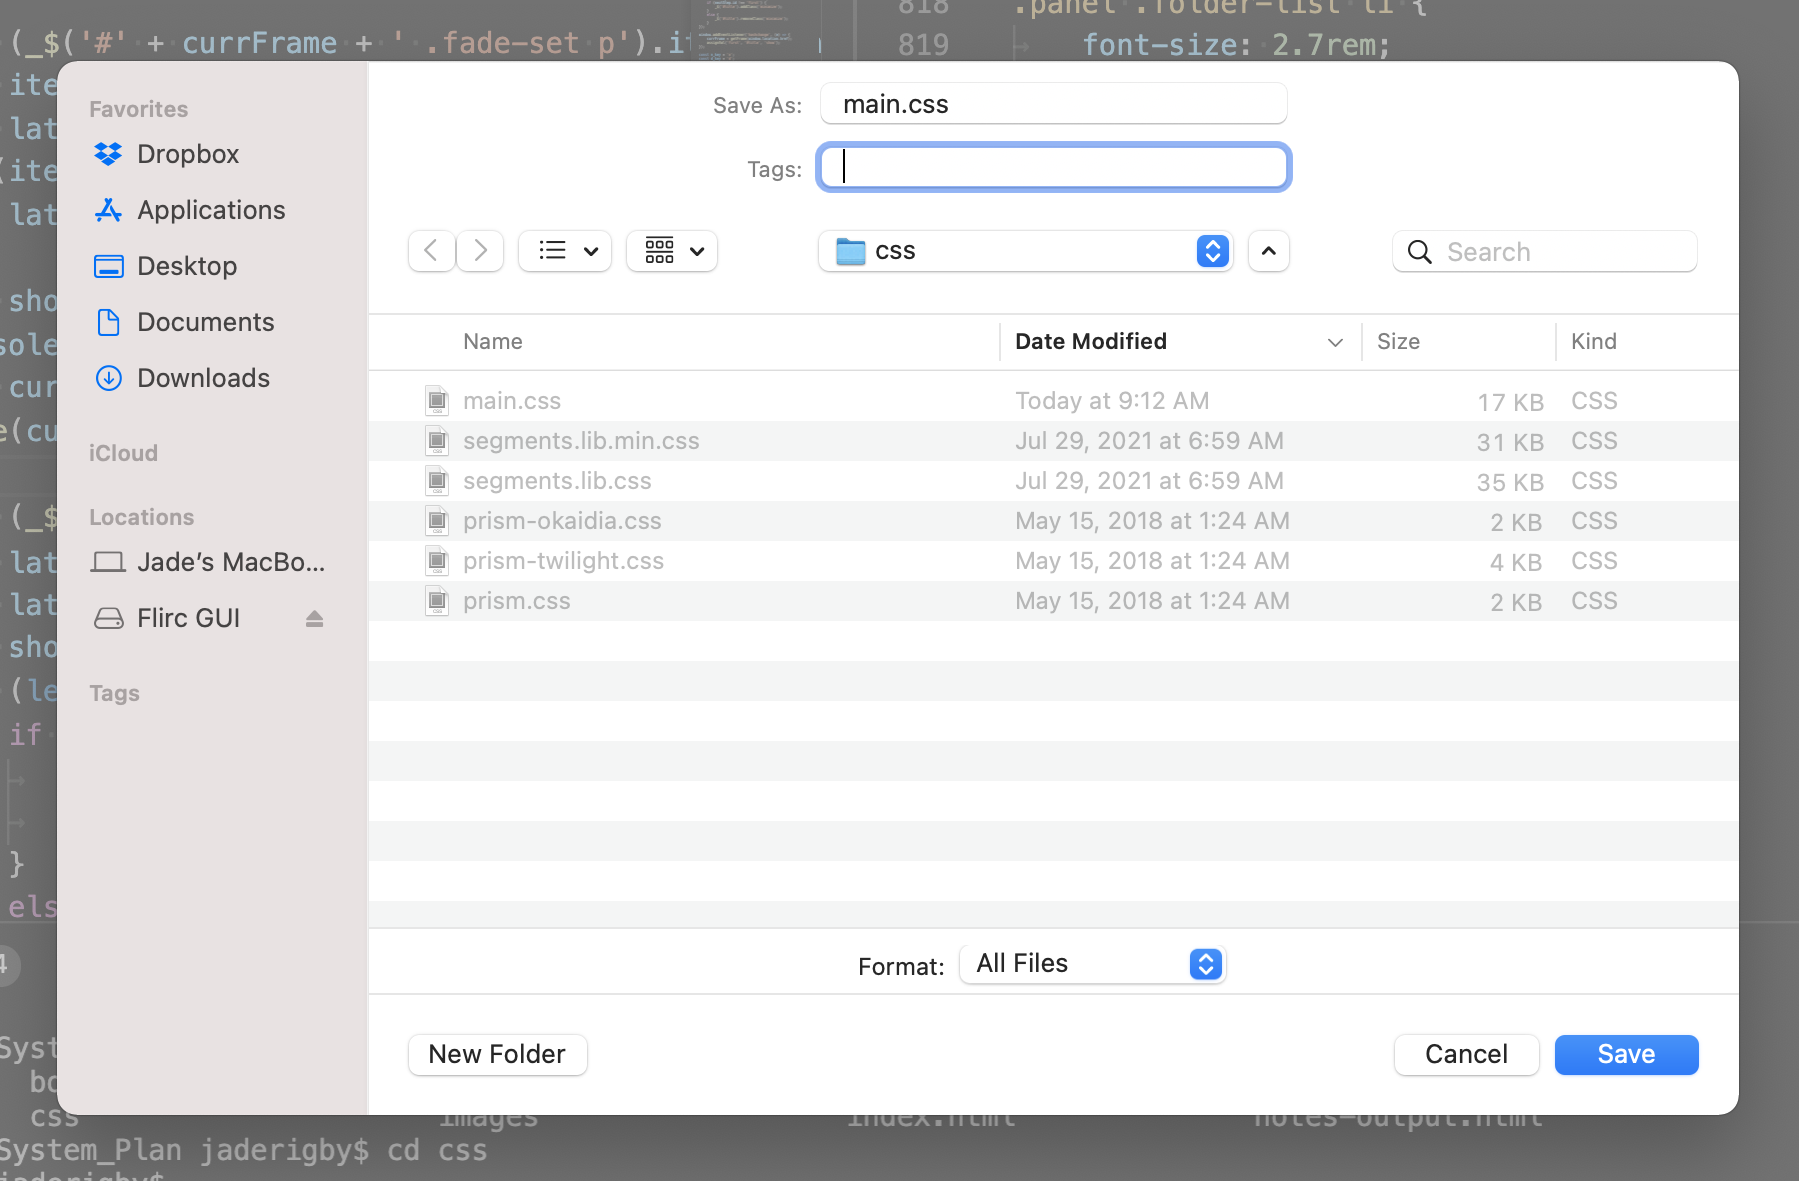 818 .panel .folder-list li {
(_$('#' + currFrame + ' .fade-set p').it
819 font-size: 2.7rem;
ite
lat
(ite
lat
sho
sole
cur
e(cu
(_$
lat
lat
sho
(le
if
}
els
4
Favorites
Dropbox
Applications
Desktop
Documents
Downloads
iCloud
Locations
Jade’s MacBo...
Flirc GUI
Tags
Save As: main.css
Tags:
css
Search
Name Date Modified Size Kind
main.css Today at 9:12 AM 17 KB CSS
segments.lib.min.css Jul 29, 2021 at 6:59 AM 31 KB CSS
segments.lib.css Jul 29, 2021 at 6:59 AM 35 KB CSS
prism-okaidia.css May 15, 2018 at 1:24 AM 2 KB CSS
prism-twilight.css May 15, 2018 at 1:24 AM 4 KB CSS
prism.css May 15, 2018 at 1:24 AM 2 KB CSS
Format: All Files
New Folder Cancel Save
Syst
bo
css images index.html notes-output.html
System_Plan jaderigby$ cd css
jaderigby$